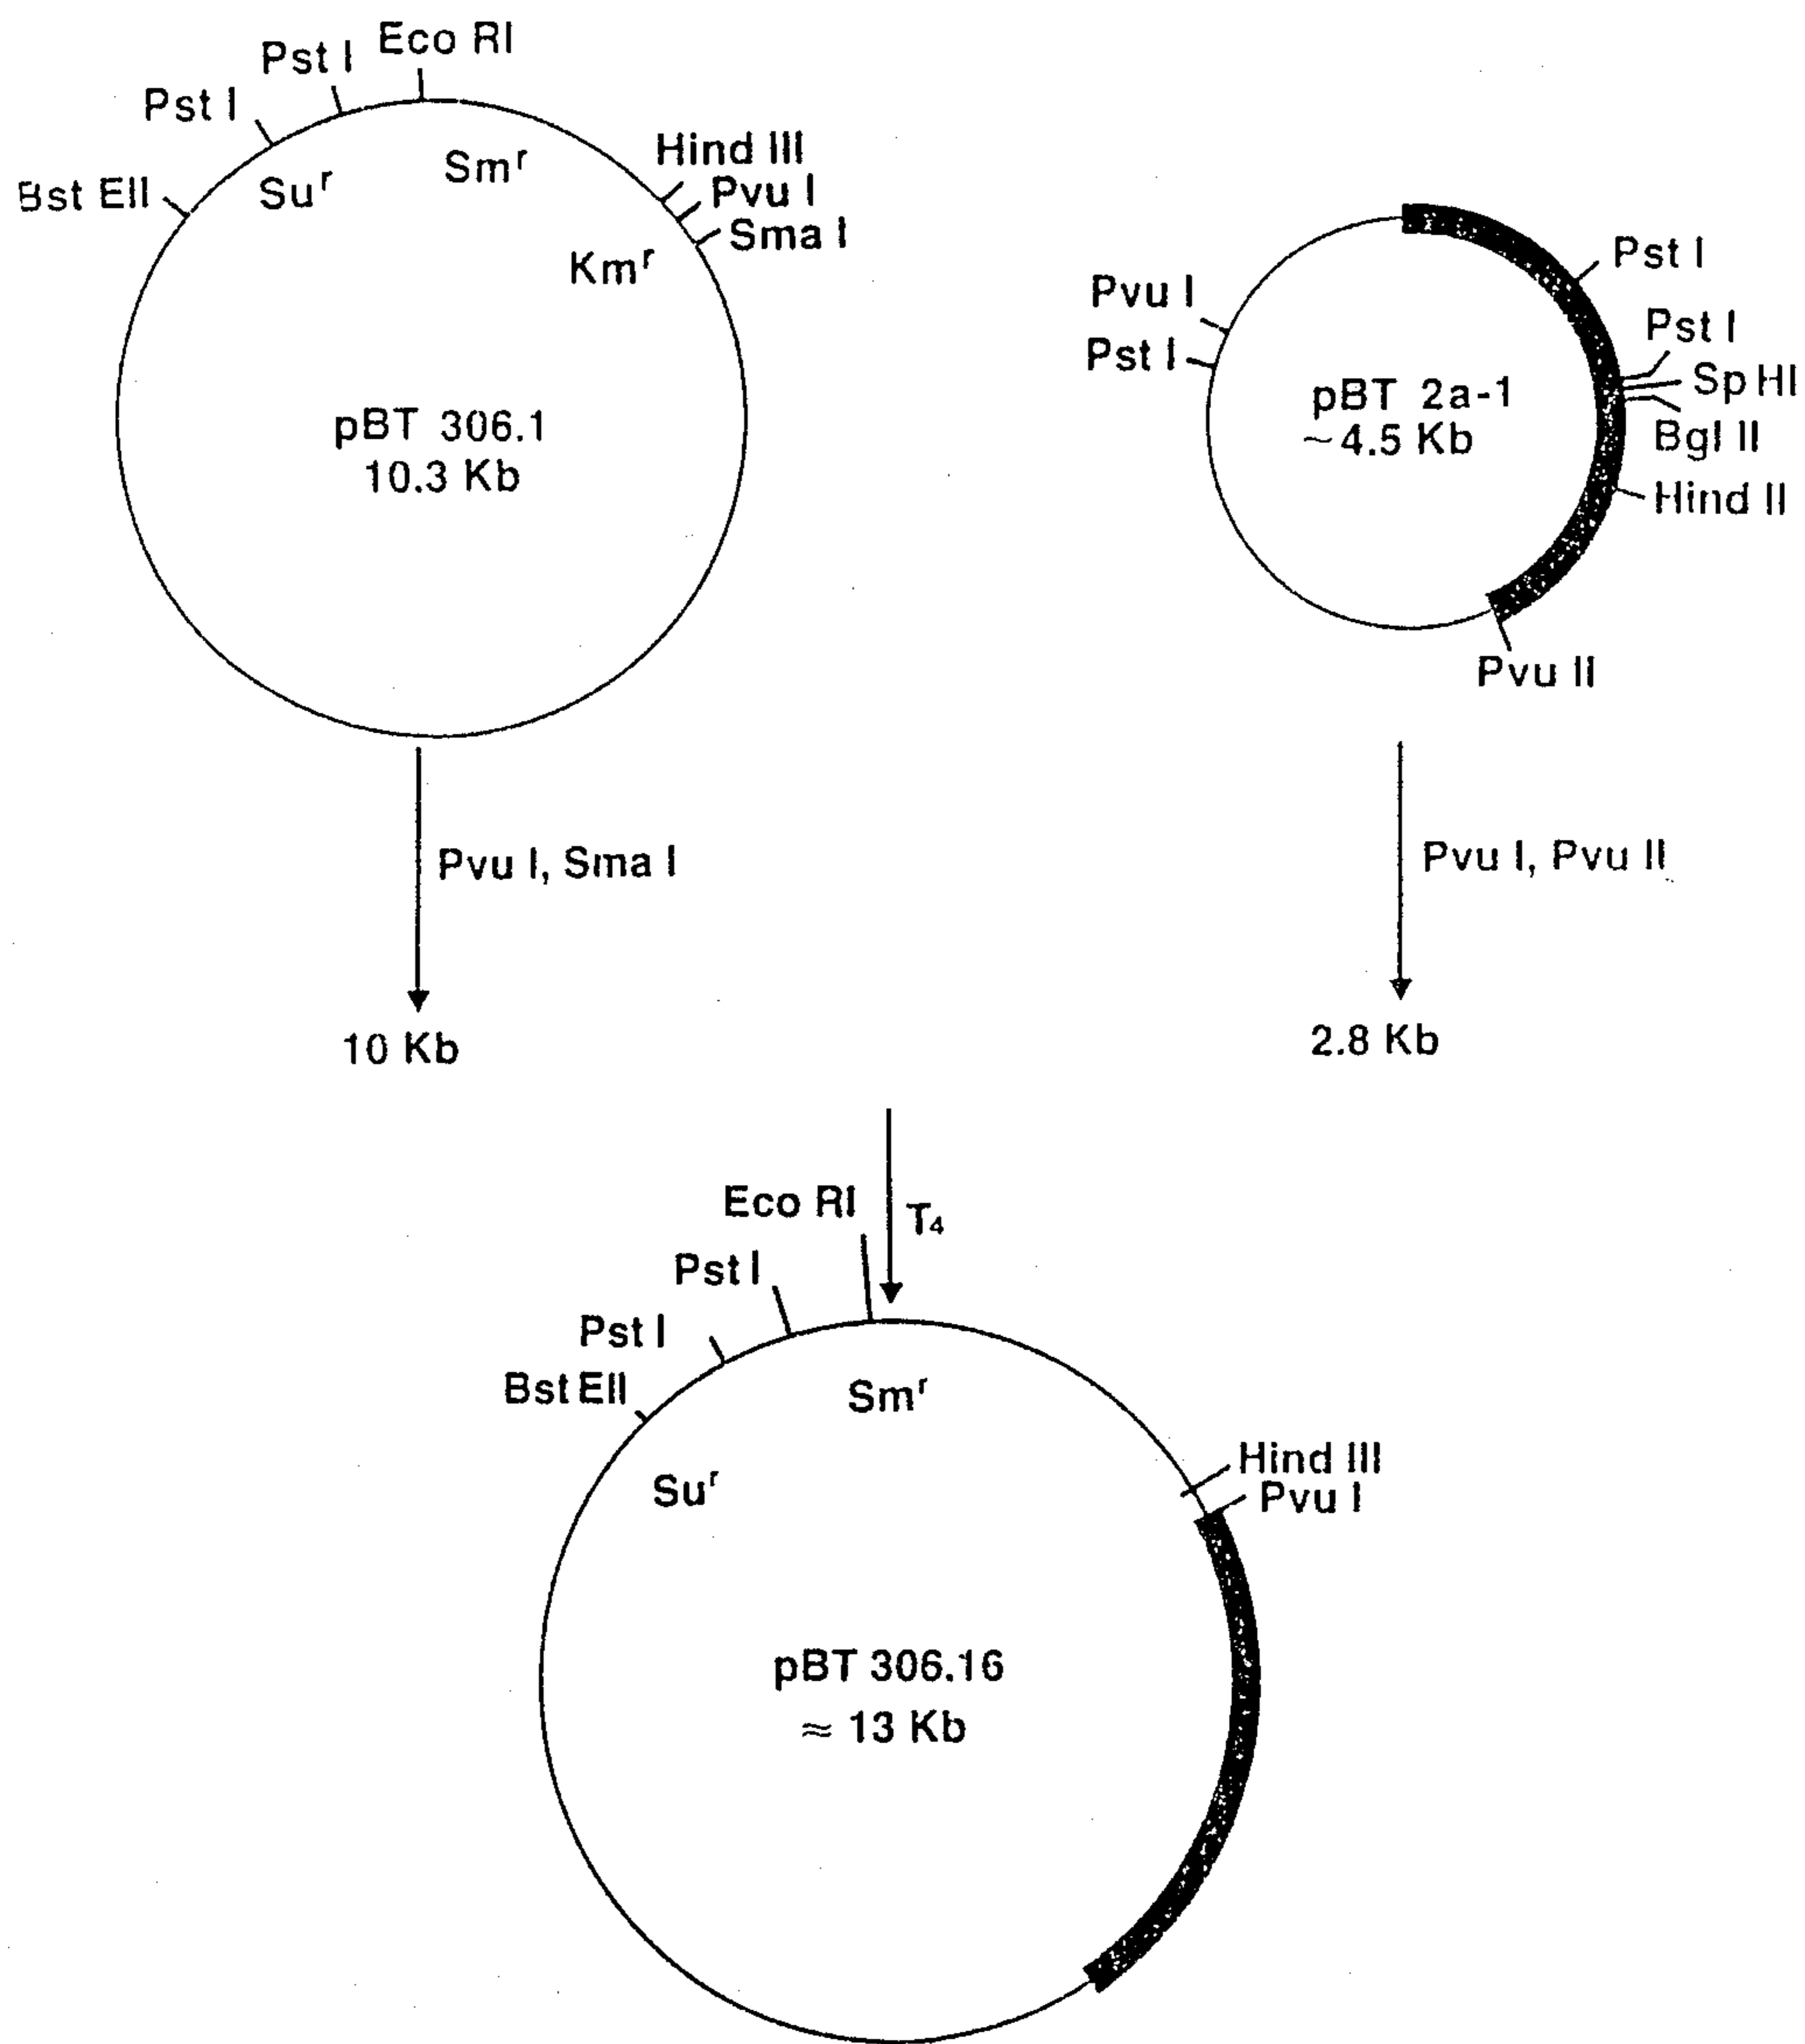 Pst I
Pst I
Eco RI
Bst EII
Su^r
Sm^r
Hind III
Pvu I
Sma I
Km^r
pBT 306.1
10.3 Kb
Pvu I
Pst I
pBT 2a-1
~4.5 Kb
Pst I
Pst I
Sp HI
Bgl II
Hind II
Pvu II
Pvu I, Sma I
10 Kb
Pvu I, Pvu II
2.8 Kb
T₄
Eco RI
Pst I
Pst I
Bst EII
Sm^r
Su^r
Hind III
Pvu I
pBT 306.16
≈ 13 Kb